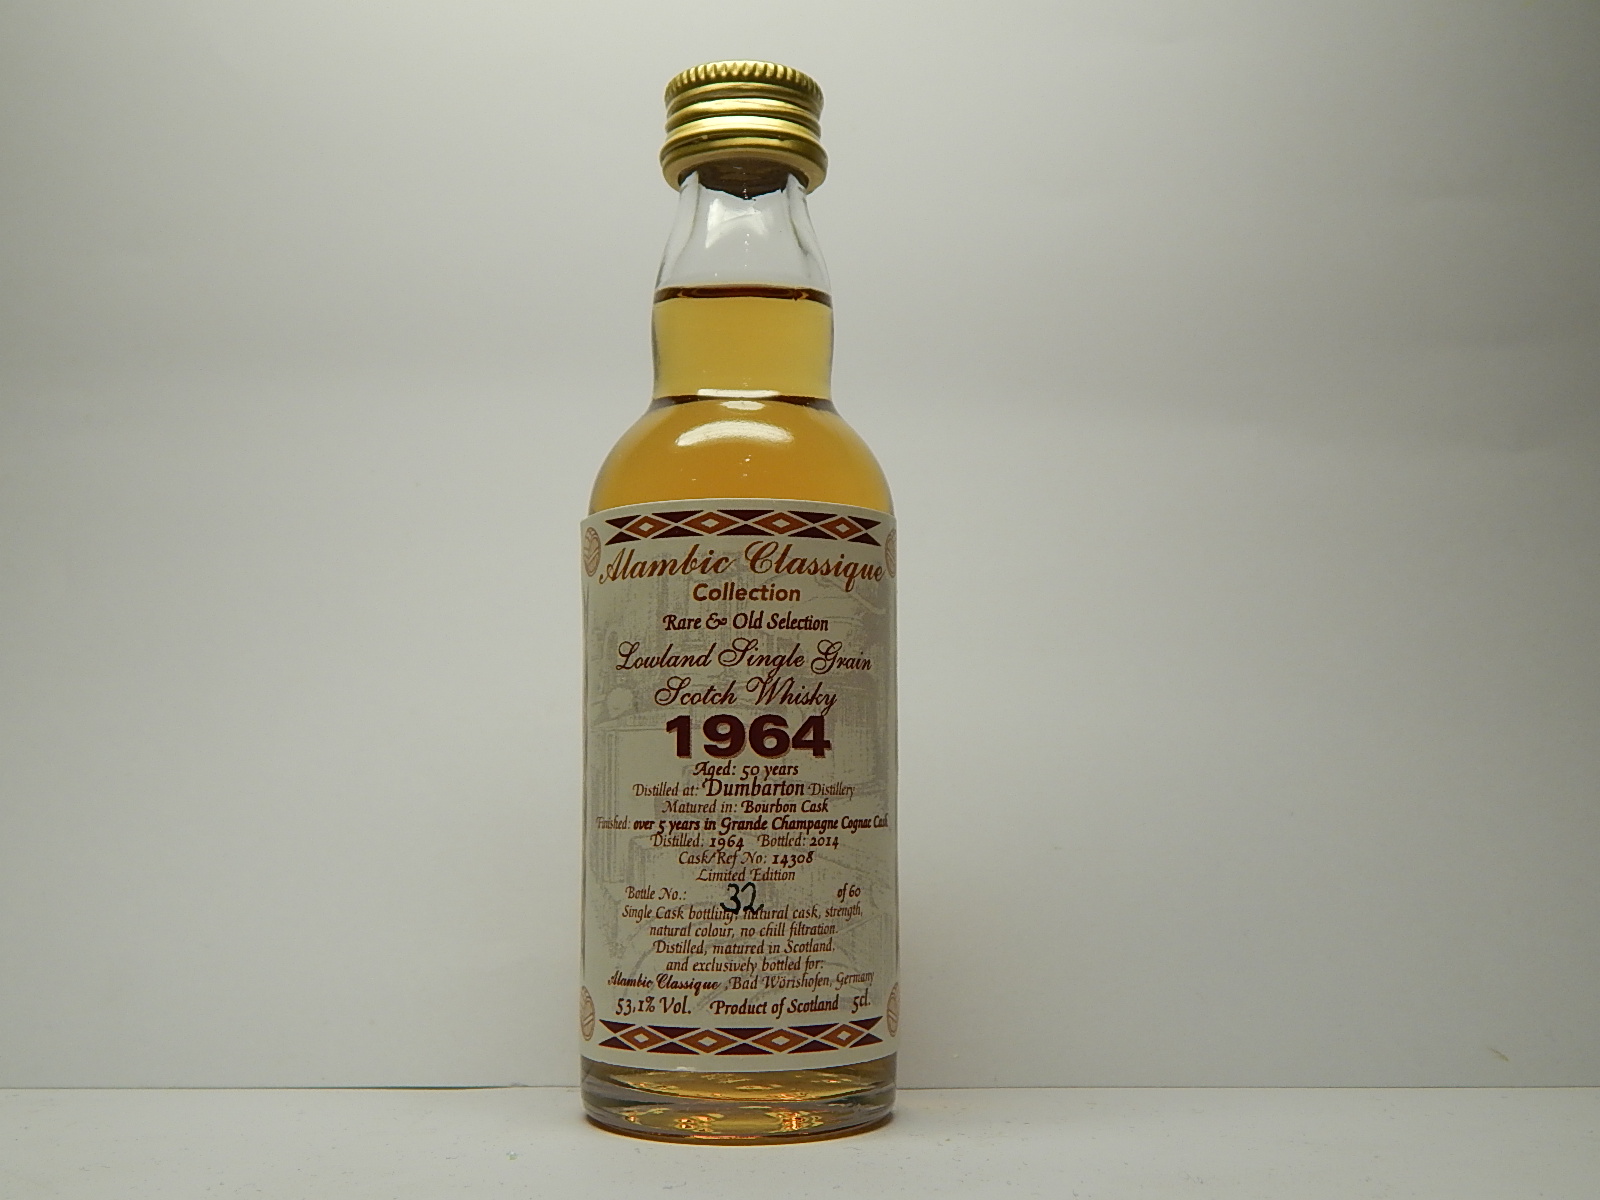 Alambic Classique
Collection
Rare & Old Selection
Lowland Single Grain
Scotch Whisky
1964
Aged: 50 years
Distilled at: Dumbarton Distillery
Matured in: Bourbon Cask
Finished: over 5 years in Grande Champagne Cognac Cask
Distilled: 1964 Bottled: 2014
Cask/Ref No: 14308
Limited Edition
Bottle No.: 32 of 60
Single Cask bottling, natural cask, strength,
natural colour, no chill filtration.
Distilled, matured in Scotland,
and exclusively bottled for:
Alambic Classique, Bad Wörishofen, Germany
53,1% Vol. Product of Scotland 5cl.